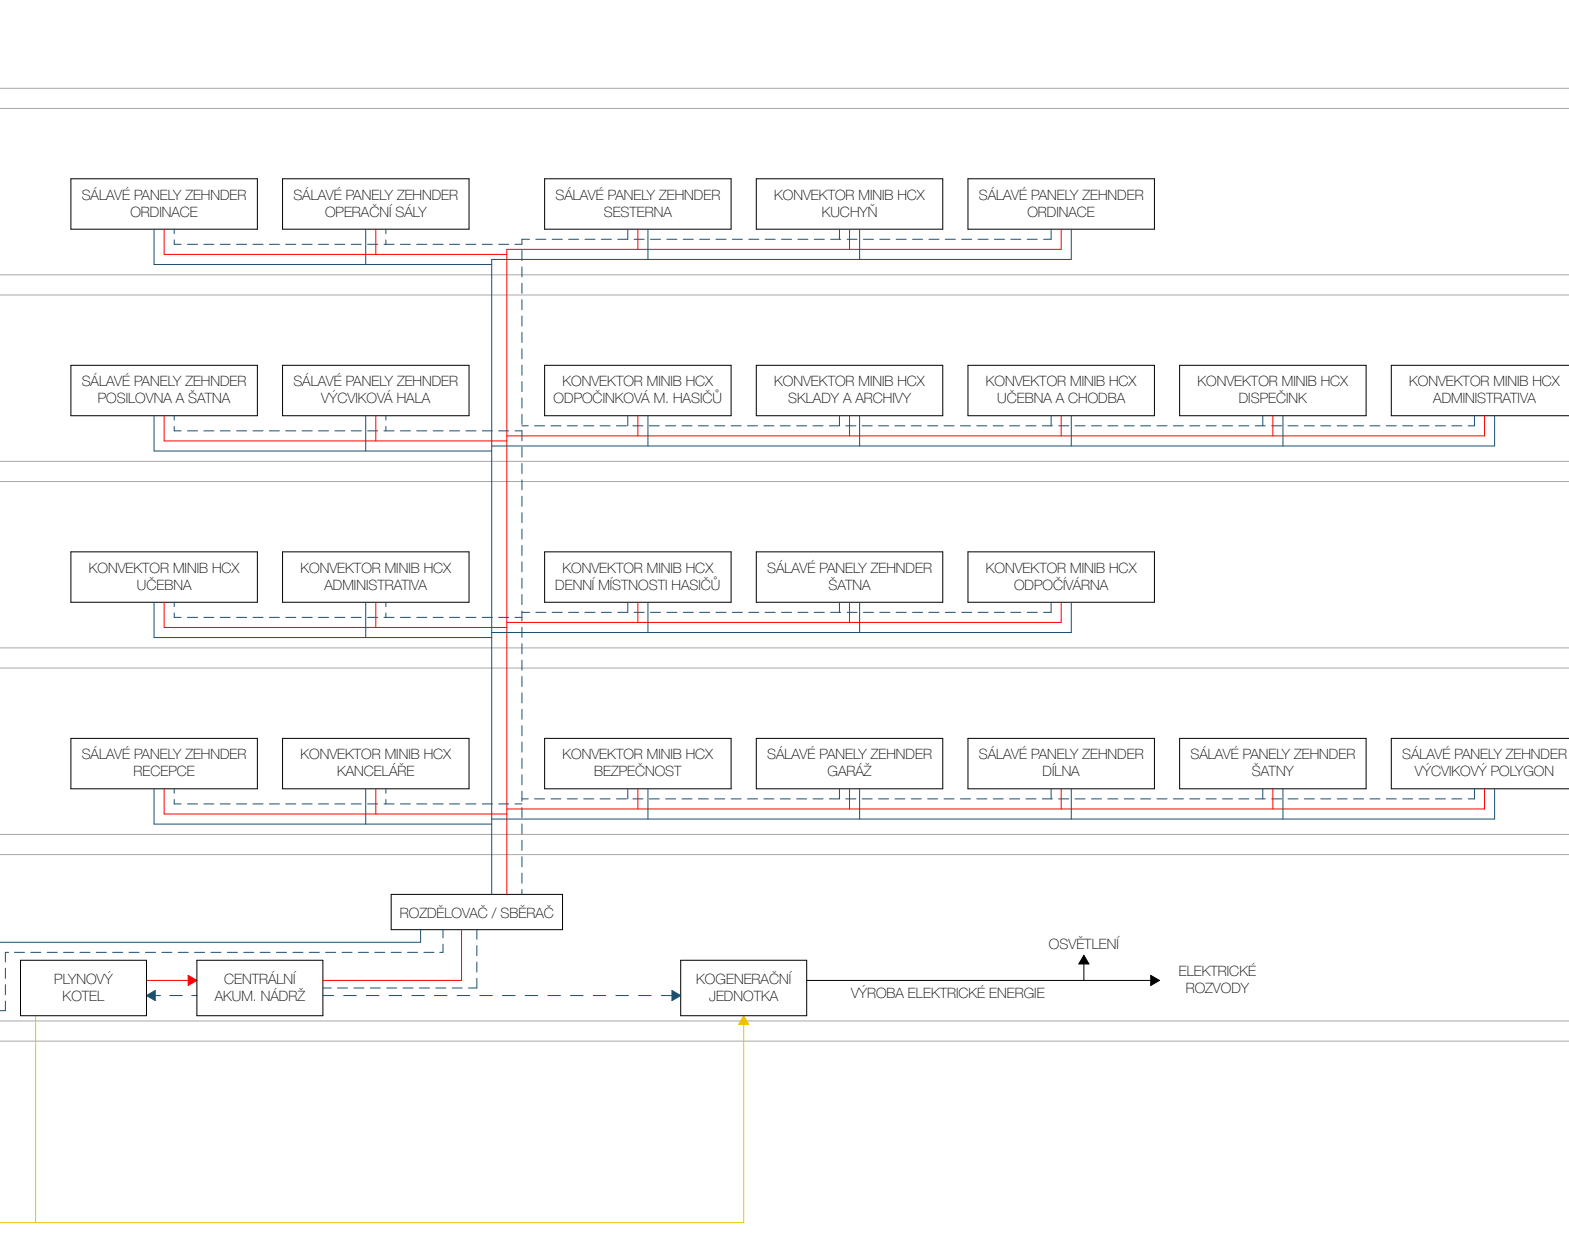 SÁLAVÉ PANELY ZEHNDER
ORDINACE
SÁLAVÉ PANELY ZEHNDER
OPERAČNÍ SÁLY
SÁLAVÉ PANELY ZEHNDER
SESTERNA
KONVEKTOR MINIB HCX
KUCHYŇ
SÁLAVÉ PANELY ZEHNDER
ORDINACE
SÁLAVÉ PANELY ZEHNDER
POSILOVNA A ŠATNA
SÁLAVÉ PANELY ZEHNDER
VÝCVIKOVÁ HALA
KONVEKTOR MINIB HCX
ODPOČINKOVÁ M. HASIČŮ
KONVEKTOR MINIB HCX
SKLADY A ARCHIVY
KONVEKTOR MINIB HCX
UČEBNA A CHODBA
KONVEKTOR MINIB HCX
DISPEČINK
KONVEKTOR MINIB HCX
ADMINISTRATIVA
KONVEKTOR MINIB HCX
UČEBNA
KONVEKTOR MINIB HCX
ADMINISTRATIVA
KONVEKTOR MINIB HCX
DENNÍ MÍSTNOSTI HASIČŮ
SÁLAVÉ PANELY ZEHNDER
ŠATNA
KONVEKTOR MINIB HCX
ODPOČÍVÁRNA
SÁLAVÉ PANELY ZEHNDER
RECEPCE
KONVEKTOR MINIB HCX
KANCELÁŘE
KONVEKTOR MINIB HCX
BEZPEČNOST
SÁLAVÉ PANELY ZEHNDER
GARÁŽ
SÁLAVÉ PANELY ZEHNDER
DÍLNA
SÁLAVÉ PANELY ZEHNDER
ŠATNY
SÁLAVÉ PANELY ZEHNDER
VÝCVIKOVÝ POLYGON
ROZDĚLOVAČ / SBĚRAČ
PLYNOVÝ
KOTEL
CENTRÁLNÍ
AKUM. NÁDRŽ
KOGENERAČNÍ
JEDNOTKA
VÝROBA ELEKTRICKÉ ENERGIE
OSVĚTLENÍ
ELEKTRICKÉ
ROZVODY